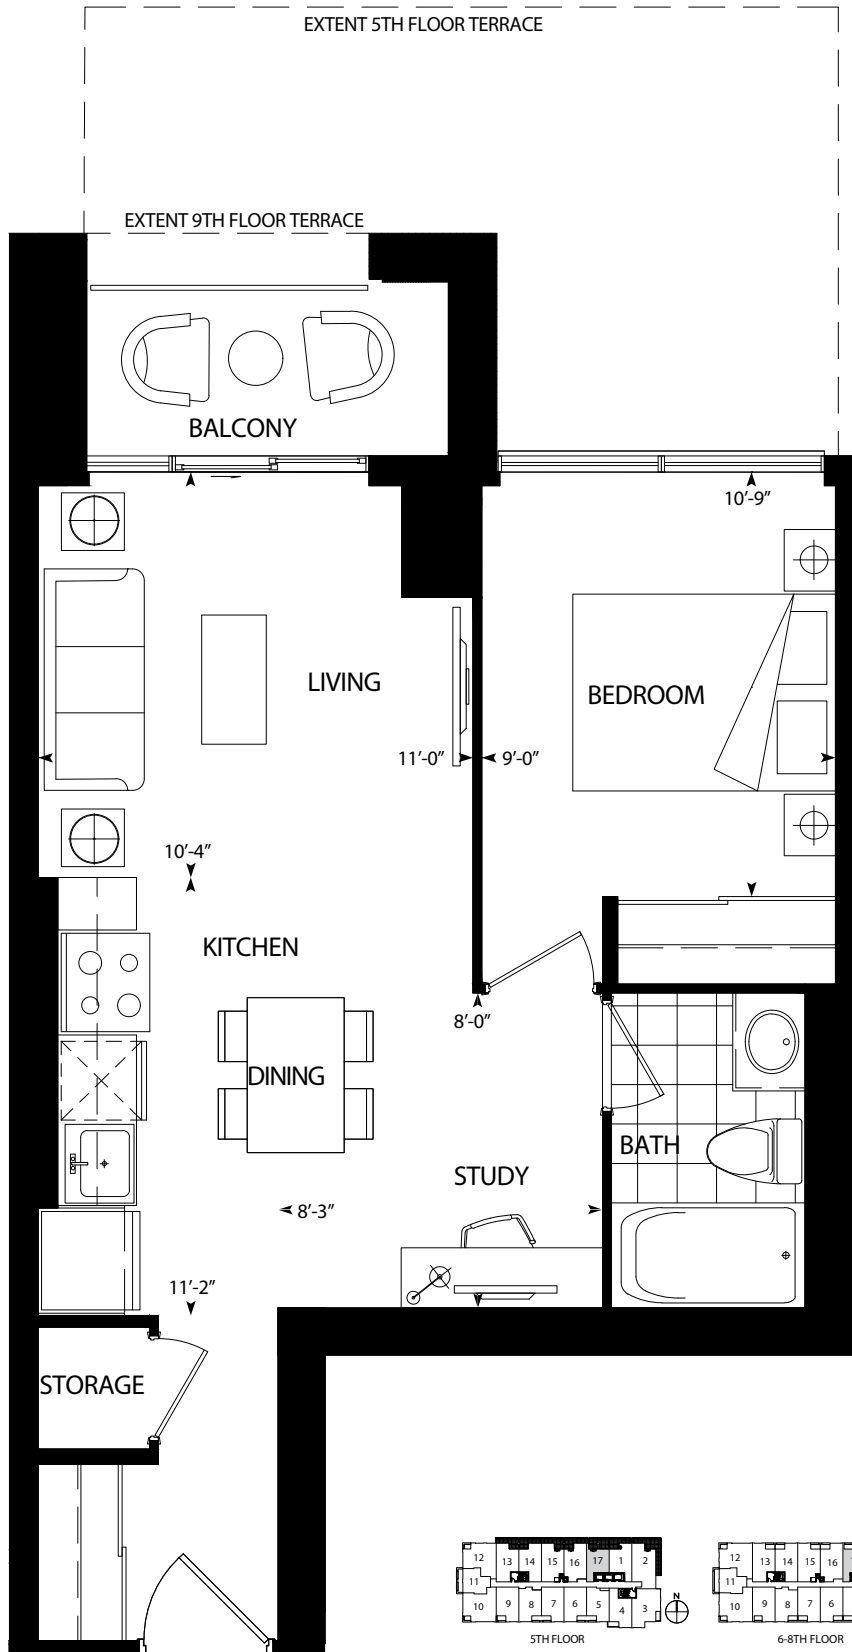 EXTENT 5TH FLOOR TERRACE
EXTENT 9TH FLOOR TERRACE
BALCONY
10'-9"
LIVING
BEDROOM
11'-0"
9'-0"
10'-4"
KITCHEN
8'-0"
DINING
BATH
STUDY
8'-3"
11'-2"
STORAGE
12 13 14 15 16 17 1 2
11
10 9 8 7 6 5 4 3
N
5TH FLOOR
12 13 14 15 16
11
10 9 8 7 6
6-8TH FLOOR